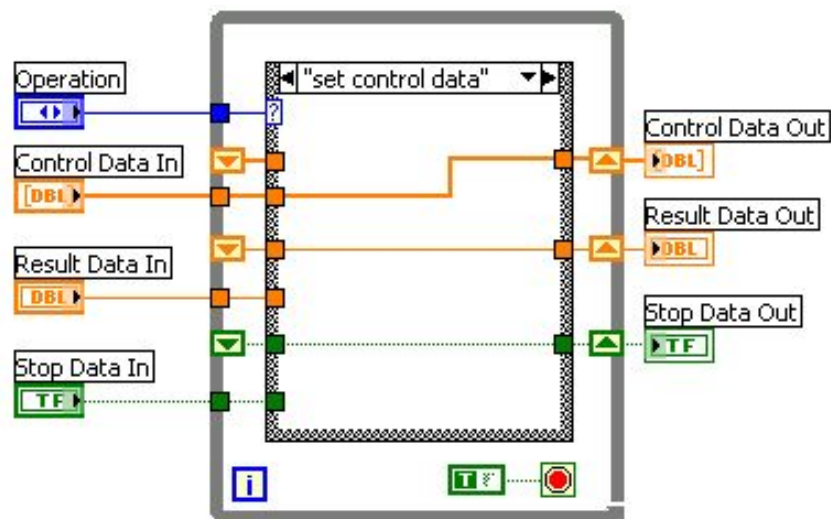 Operation
"set control data"
?
Control Data In
[DBL]
Control Data Out
[DBL]
Result Data In
DBL
Result Data Out
DBL
Stop Data In
TF
Stop Data Out
TF
i
T